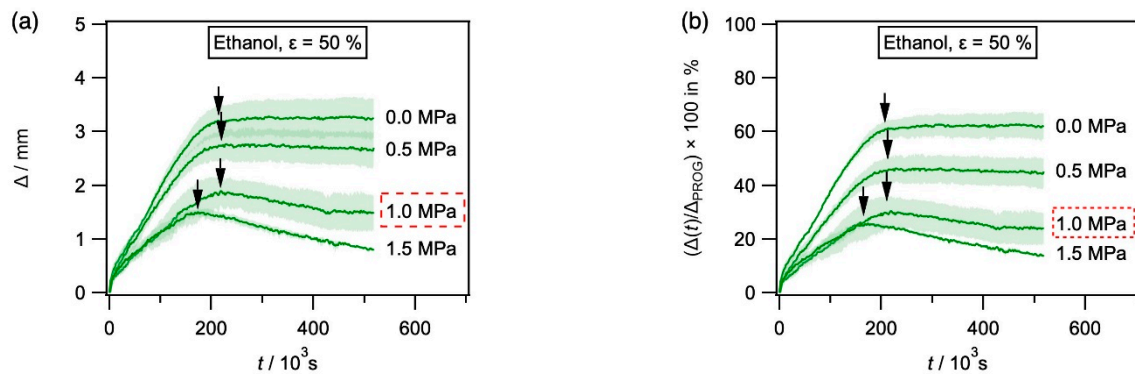 (a)
Ethanol, ε = 50 %
Δ / mm
5
4
3
2
1
0
0.0 MPa
0.5 MPa
1.0 MPa
1.5 MPa
0
200
400
600
t / 10³s
(b)
Ethanol, ε = 50 %
(Δ(t)/Δ_PROG) × 100 in %
100
80
60
40
20
0
0.0 MPa
0.5 MPa
1.0 MPa
1.5 MPa
0
200
400
600
t / 10³s